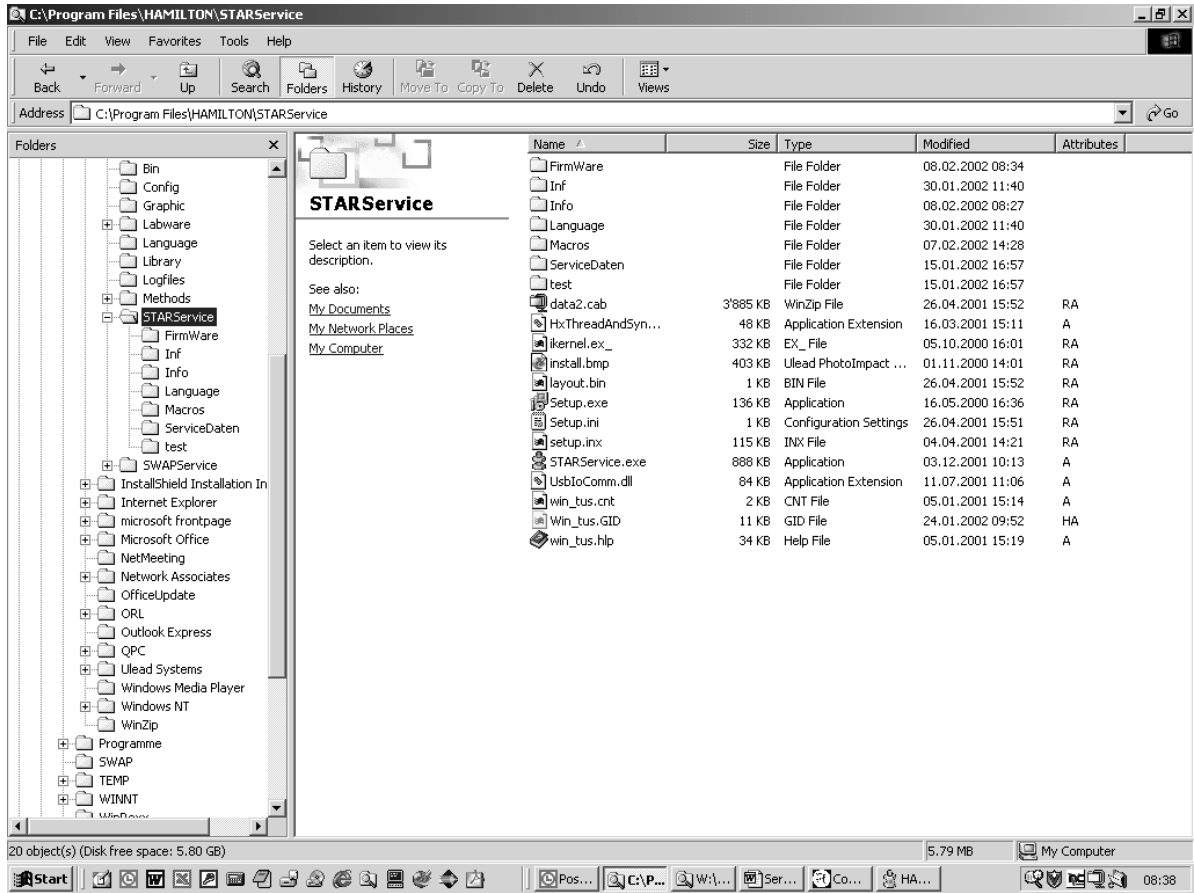 C:\Program Files\HAMILTON\STARService
File Edit View Favorites Tools Help
Back Forward Up Search Folders History Move To Copy To Delete Undo Views
Address C:\Program Files\HAMILTON\STARService Go
Folders
Bin
Config
Graphic
Labware
Language
Library
Logfiles
Methods
STARService
FirmWare
Inf
Info
Language
Macros
ServiceDaten
test
SWAPService
InstallShield Installation In
Internet Explorer
microsoft frontpage
Microsoft Office
NetMeeting
Network Associates
OfficeUpdate
ORL
Outlook Express
QPC
Ulead Systems
Windows Media Player
Windows NT
WinZip
Programme
SWAP
TEMP
WINNT
STARService
Select an item to view its
description.
See also:
My Documents
My Network Places
My Computer
Name Size Type Modified Attributes
FirmWare File Folder 08.02.2002 08:34
Inf File Folder 30.01.2002 11:40
Info File Folder 08.02.2002 08:27
Language File Folder 30.01.2002 11:40
Macros File Folder 07.02.2002 14:28
ServiceDaten File Folder 15.01.2002 16:57
test File Folder 15.01.2002 16:57
data2.cab 3'885 KB WinZip File 26.04.2001 15:52 RA
HxThreadAndSyn... 48 KB Application Extension 16.03.2001 15:11 A
ikernel.ex_ 332 KB EX_ File 05.10.2000 16:01 RA
install.bmp 403 KB Ulead PhotoImpact ... 01.11.2000 14:01 RA
layout.bin 1 KB BIN File 26.04.2001 15:52 RA
Setup.exe 136 KB Application 16.05.2000 16:36 RA
Setup.ini 1 KB Configuration Settings 26.04.2001 15:51 RA
setup.inx 115 KB INX File 04.04.2001 14:21 RA
STARService.exe 888 KB Application 03.12.2001 10:13 A
UsbIoComm.dll 84 KB Application Extension 11.07.2001 11:06 A
win_tus.cnt 2 KB CNT File 05.01.2001 15:14 A
Win_tus.GID 11 KB GID File 24.01.2002 09:52 HA
win_tus.hlp 34 KB Help File 05.01.2001 15:19 A
20 object(s) (Disk free space: 5.80 GB) 5.79 MB My Computer
Start Pos... C:\P... W:\... Ser... Co... HA... 08:38